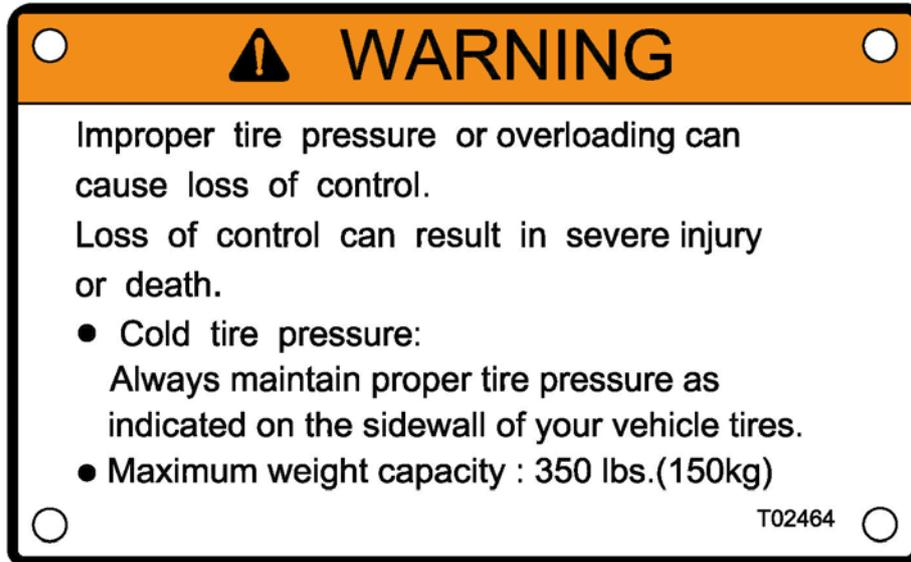 WARNING
Improper tire pressure or overloading can
cause loss of control.
Loss of control can result in severe injury
or death.
● Cold tire pressure:
Always maintain proper tire pressure as
indicated on the sidewall of your vehicle tires.
● Maximum weight capacity : 350 lbs.(150kg)
T02464